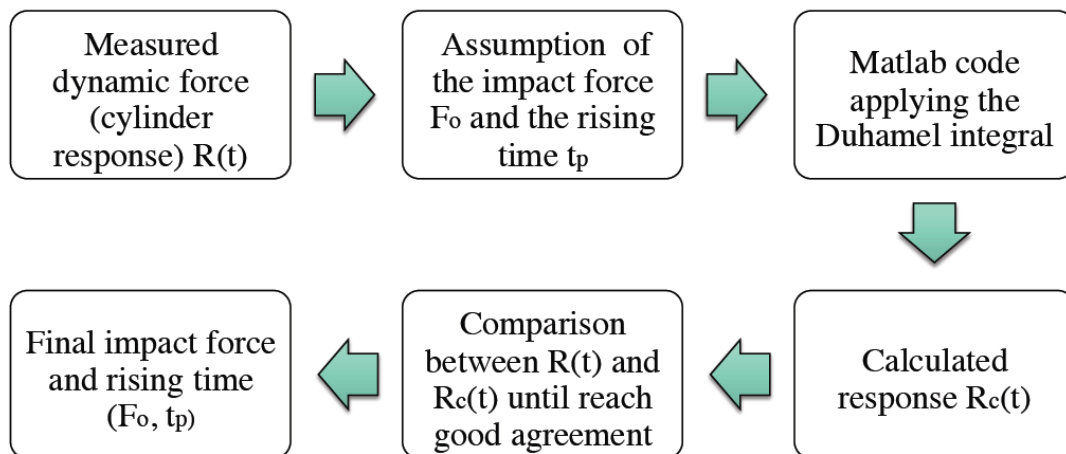 Measured
dynamic force
(cylinder
response) R(t)
Assumption of
the impact force
Fo and the rising
time tp
Matlab code
applying the
Duhamel integral
Calculated
response Rc(t)
Comparison
between R(t) and
Rc(t) until reach
good agreement
Final impact force
and rising time
(Fo, tp)